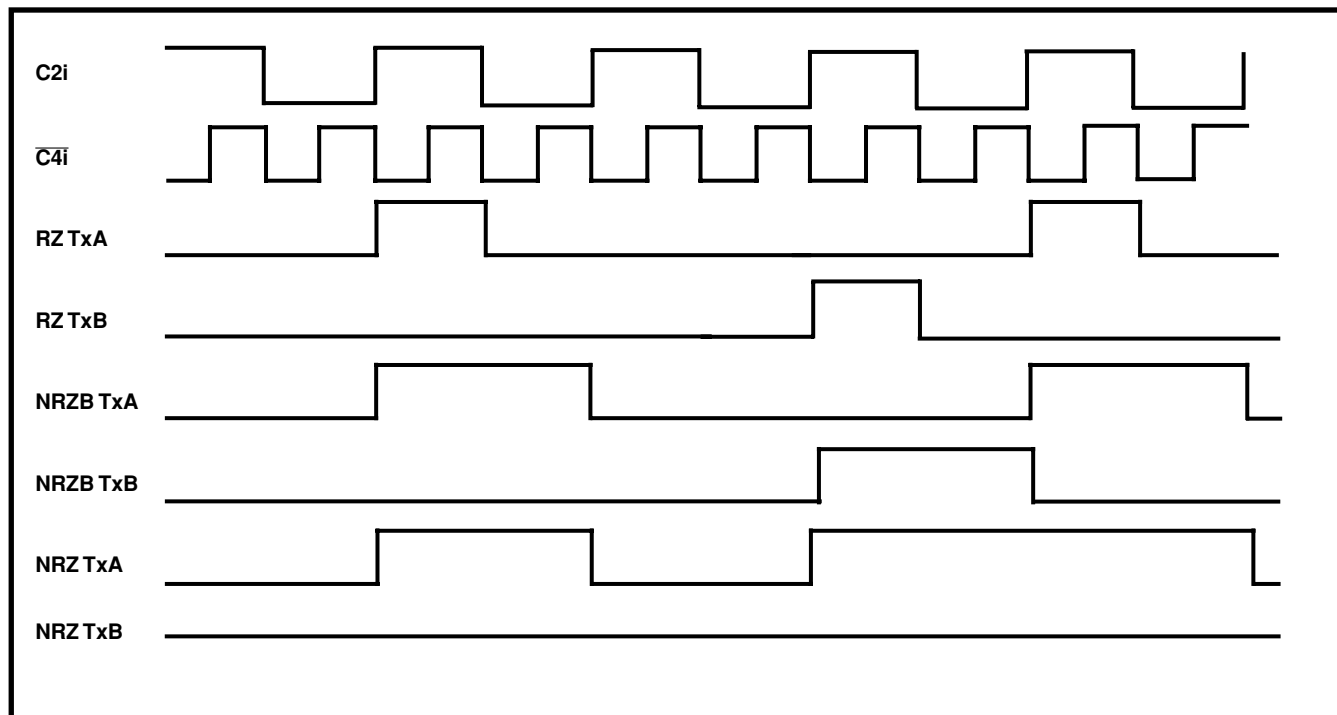 C2i
C4i
RZ TxA
RZ TxB
NRZB TxA
NRZB TxB
NRZ TxA
NRZ TxB